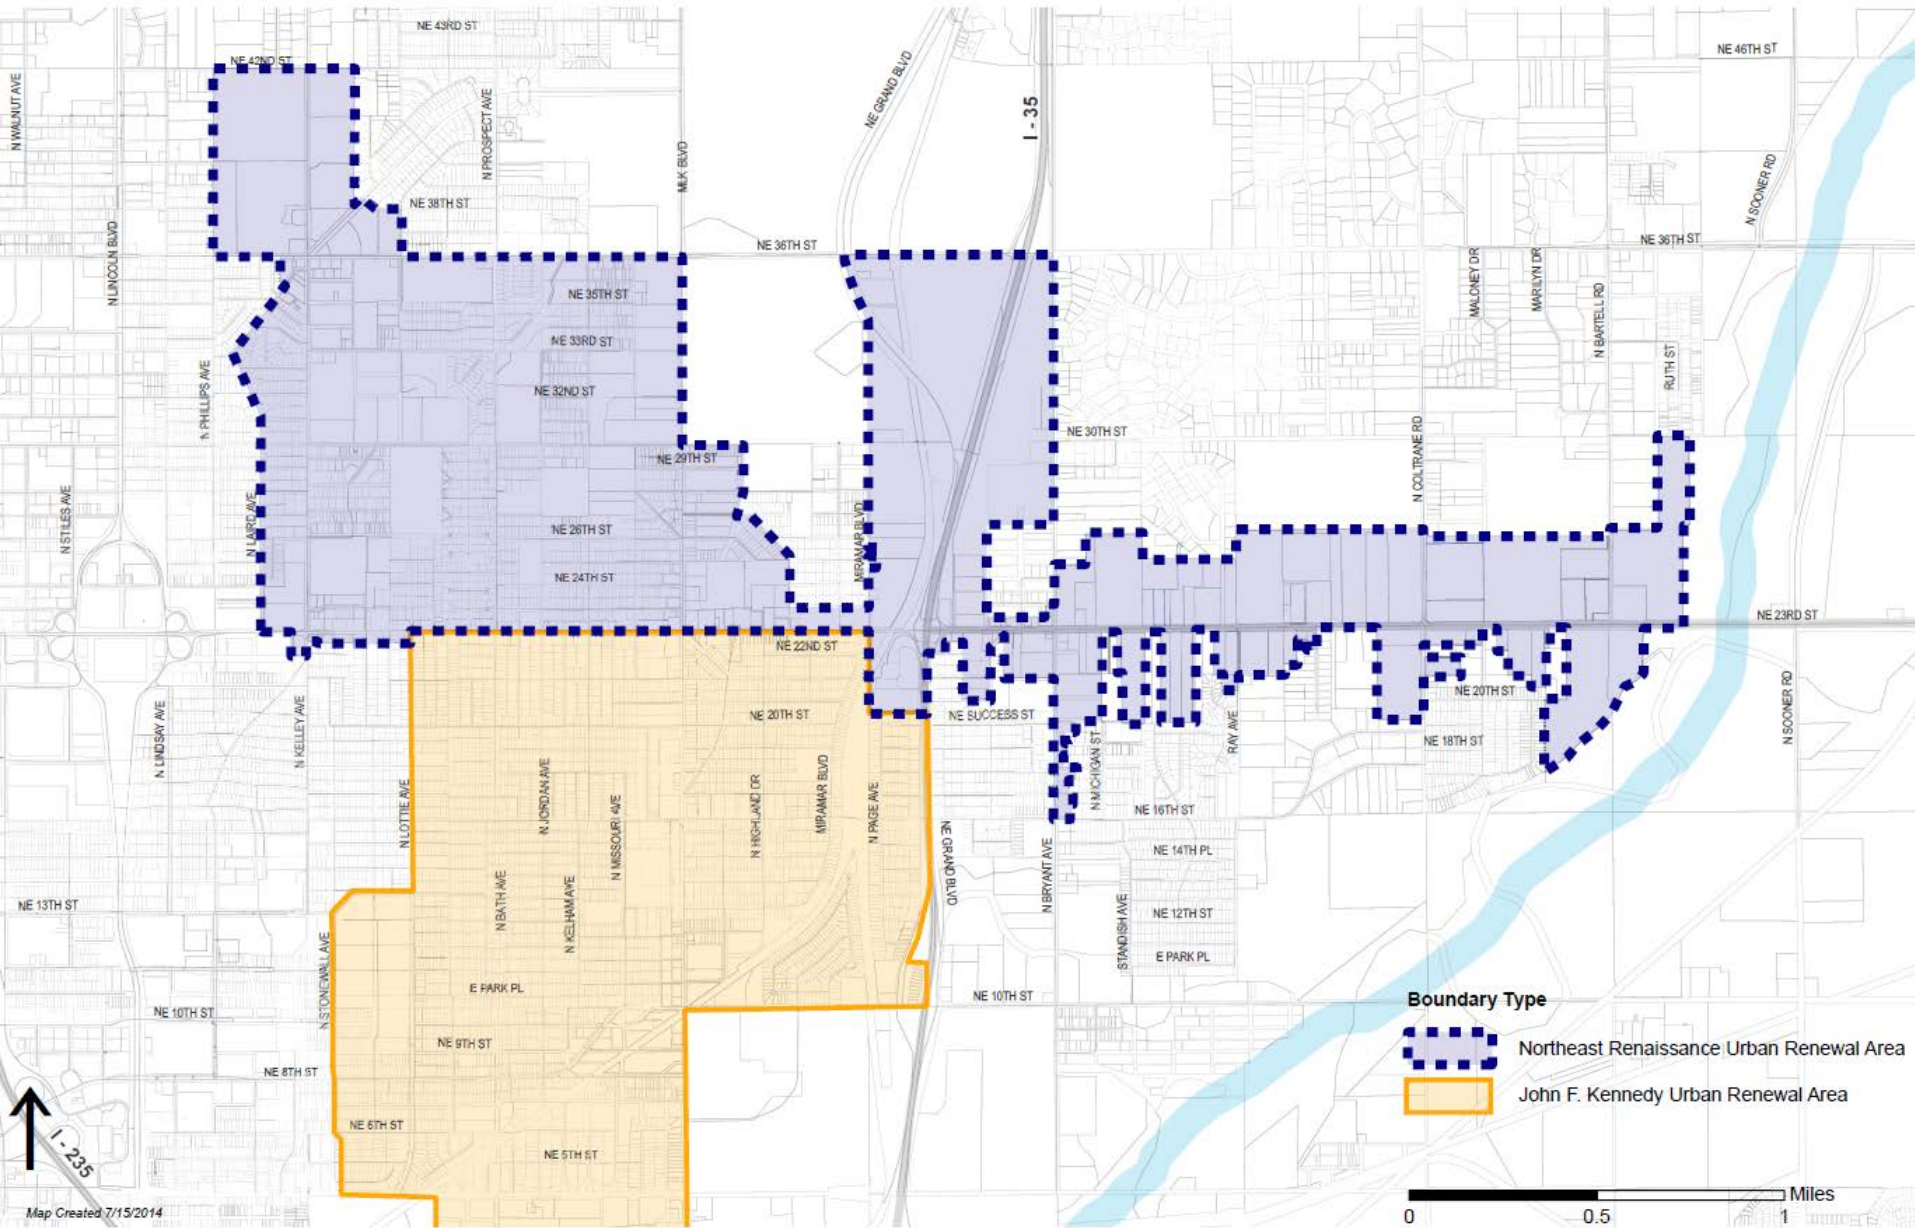 NE 43RD ST
NE 46TH ST
NE 42ND ST
N WALNUT AVE
NE GRAND BLVD
I - 35
N PROSPECT AVE
MLK BLVD
N SOONER RD
NE 38TH ST
NE 36TH ST
NE 36TH ST
N LINCOLN BLVD
MALONEY DR
MARILYN DR
N BARTELL RD
NE 35TH ST
NE 33RD ST
RUTH ST
NE 32ND ST
N PHILLIPS AVE
NE 30TH ST
N COLTRANE RD
NE 29TH ST
N STILES AVE
N LAIRD AVE
NE 26TH ST
MIRAMAR BLVD
NE 24TH ST
NE 23RD ST
NE 22ND ST
NE 20TH ST
N SOONER RD
NE 20TH ST
NE SUCCESS ST
N LINDSAY AVE
N KELLEY AVE
RAY AVE
NE 18TH ST
N MICHIGAN ST
N LOTTIE AVE
N JORDAN AVE
N MISSOURI AVE
N HIGHLAND DR
MIRAMAR BLVD
N PAGE AVE
NE 16TH ST
NE GRAND BLVD
N BRYANT AVE
NE 14TH PL
NE 13TH ST
N BATH AVE
N KELHAM AVE
NE 12TH ST
STANDISH AVE
E PARK PL
N STONEWALL AVE
E PARK PL
NE 10TH ST
NE 10TH ST
NE 9TH ST
NE 8TH ST
NE 6TH ST
NE 5TH ST
I - 235
Boundary Type
Northeast Renaissance Urban Renewal Area
John F. Kennedy Urban Renewal Area
Miles
0 0.5 1
Map Created 7/15/2014